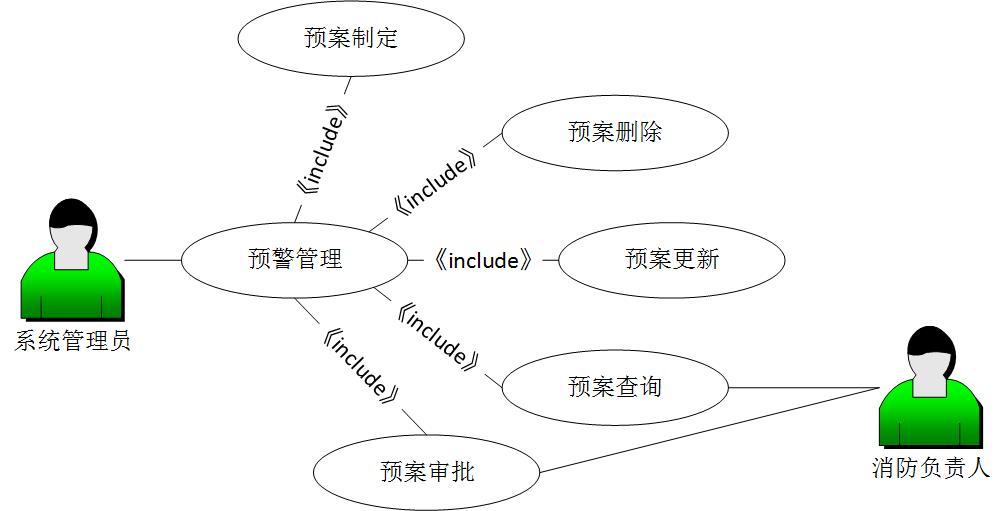 预案制定
《include》
预案删除
《include》
预警管理
《include》
预案更新
系统管理员
《include》
预案查询
《include》
预案审批
消防负责人